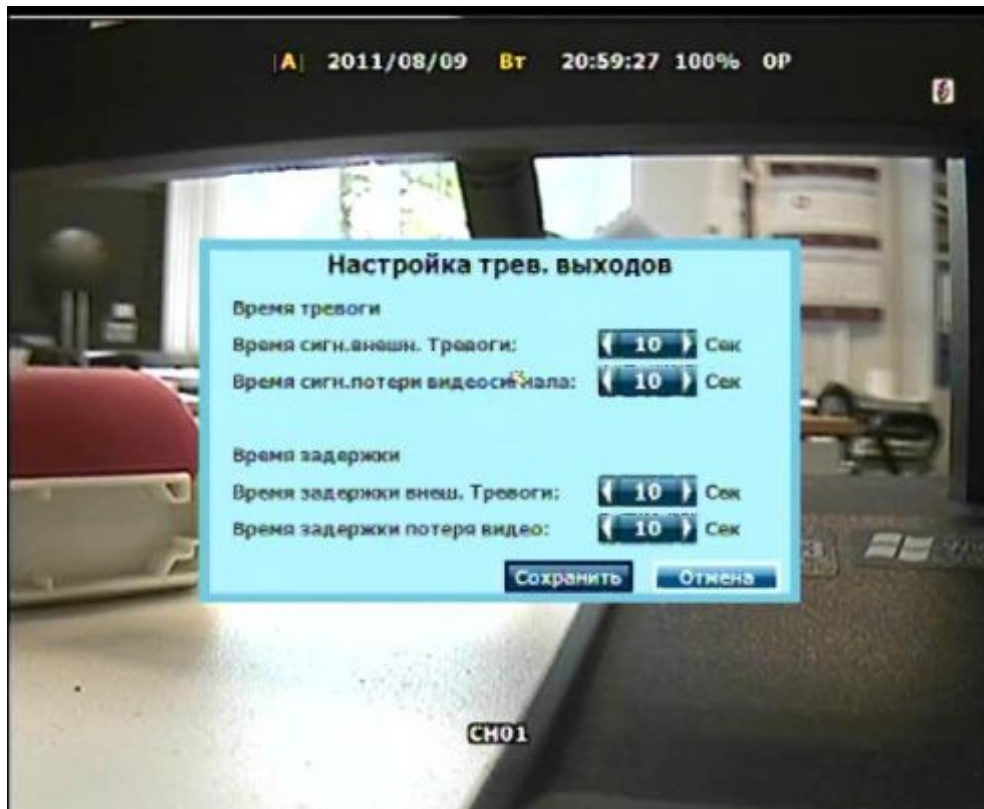 |A| 2011/08/09 Вт 20:59:27 100% 0P
Настройка трев. выходов
Время тревоги
Время сигн.внешн. Тревоги: 10 Сек
Время сигн.потери видеосигнала: 10 Сек
Время задержки
Время задержки внеш. Тревоги: 10 Сек
Время задержки потеря видео: 10 Сек
Сохранить Отмена
CH01